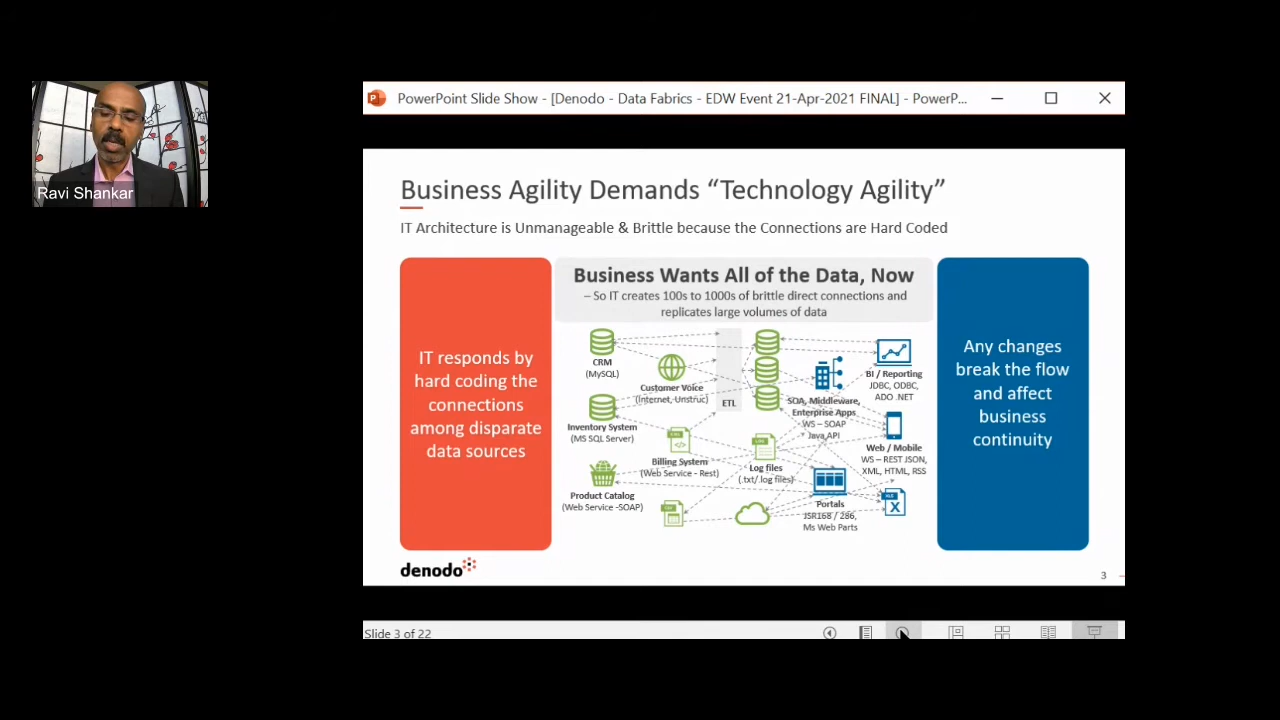 PowerPoint Slide Show - [Denodo - Data Fabrics - EDW Event 21-Apr-2021 FINAL] - PowerP...
Ravi Shankar
Business Agility Demands “Technology Agility”
IT Architecture is Unmanageable & Brittle because the Connections are Hard Coded
IT responds by
hard coding the
connections
among disparate
data sources
Business Wants All of the Data, Now
– So IT creates 100s to 1000s of brittle direct connections and
replicates large volumes of data
CRM
(MySQL)
Customer Voice
(Internet, Unstruc)
ETL
Inventory System
(MS SQL Server)
Billing System
(Web Service - Rest)
Product Catalog
(Web Service -SOAP)
Log files
(.txt/.log files)
SOA, Middleware,
Enterprise Apps
WS – SOAP
Java API
Portals
JSR168 / 286,
Ms Web Parts
BI / Reporting
JDBC, ODBC,
ADO .NET
Web / Mobile
WS – REST JSON,
XML, HTML, RSS
X
Any changes
break the flow
and affect
business
continuity
denodo
3
Slide 3 of 22